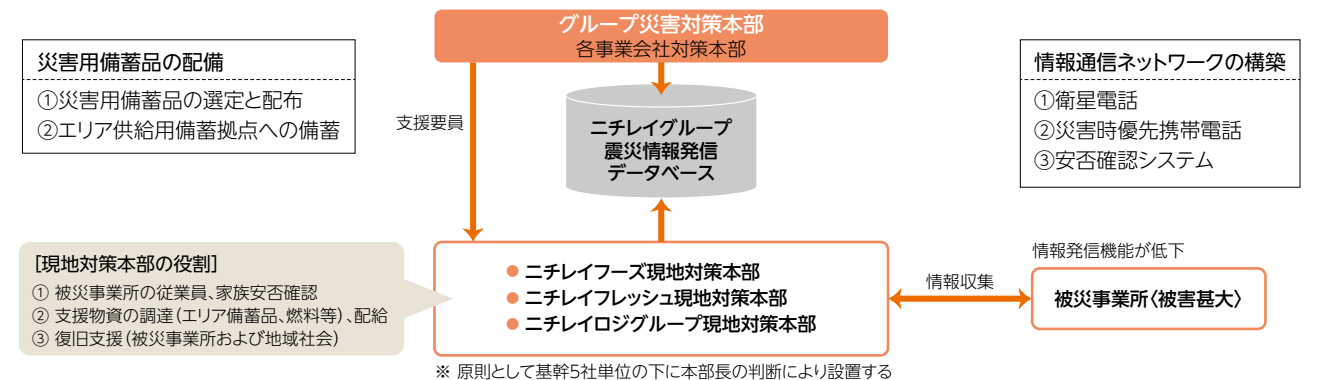 グループ災害対策本部
各事業会社対策本部
災害用備蓄品の配備
①災害用備蓄品の選定と配布
②エリア供給用備蓄拠点への備蓄
支援要員
ニチレイグループ
震災情報発信
データベース
情報通信ネットワークの構築
①衛星電話
②災害時優先携帯電話
③安否確認システム
[現地対策本部の役割]
① 被災事業所の従業員、家族安否確認
② 支援物資の調達(エリア備蓄品、燃料等)、配給
③ 復旧支援(被災事業所および地域社会)
● ニチレイフーズ現地対策本部
● ニチレイフレッシュ現地対策本部
● ニチレイロジグループ現地対策本部
情報収集
情報発信機能が低下
被災事業所〈被害甚大〉
※ 原則として基幹5社単位の下に本部長の判断により設置する